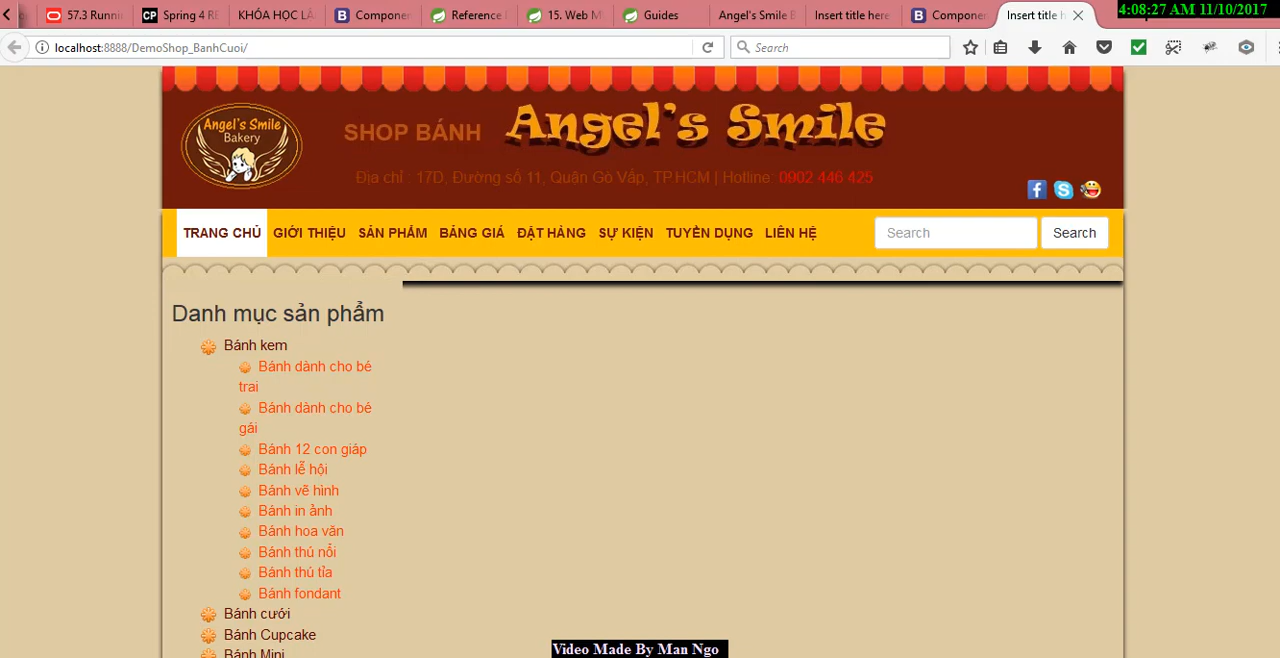 57.3 Runni
Spring 4 RE
KHÓA HỌC LẬ
Componen
Reference
15. Web M
Guides
Angel's Smile B
Insert title here
Componen
Insert title h
4:08:27 AM 11/10/2017
localhost:8888/DemoShop_BanhCuoi/
Search
Angel's Smile
Bakery
SHOP BÁNH
Angel's Smile
Địa chỉ : 17D, Đường số 11, Quận Gò Vấp, TP.HCM | Hotline: 0902 446 425
TRANG CHỦ GIỚI THIỆU SẢN PHẨM BẢNG GIÁ ĐẶT HÀNG SỰ KIỆN TUYỂN DỤNG LIÊN HỆ
Search
Search
Danh mục sản phẩm
Bánh kem
Bánh dành cho bé
trai
Bánh dành cho bé
gái
Bánh 12 con giáp
Bánh lễ hội
Bánh vẽ hình
Bánh in ảnh
Bánh hoa văn
Bánh thú nổi
Bánh thú tỉa
Bánh fondant
Bánh cưới
Bánh Cupcake
Bánh Mini
Video Made By Man Ngo